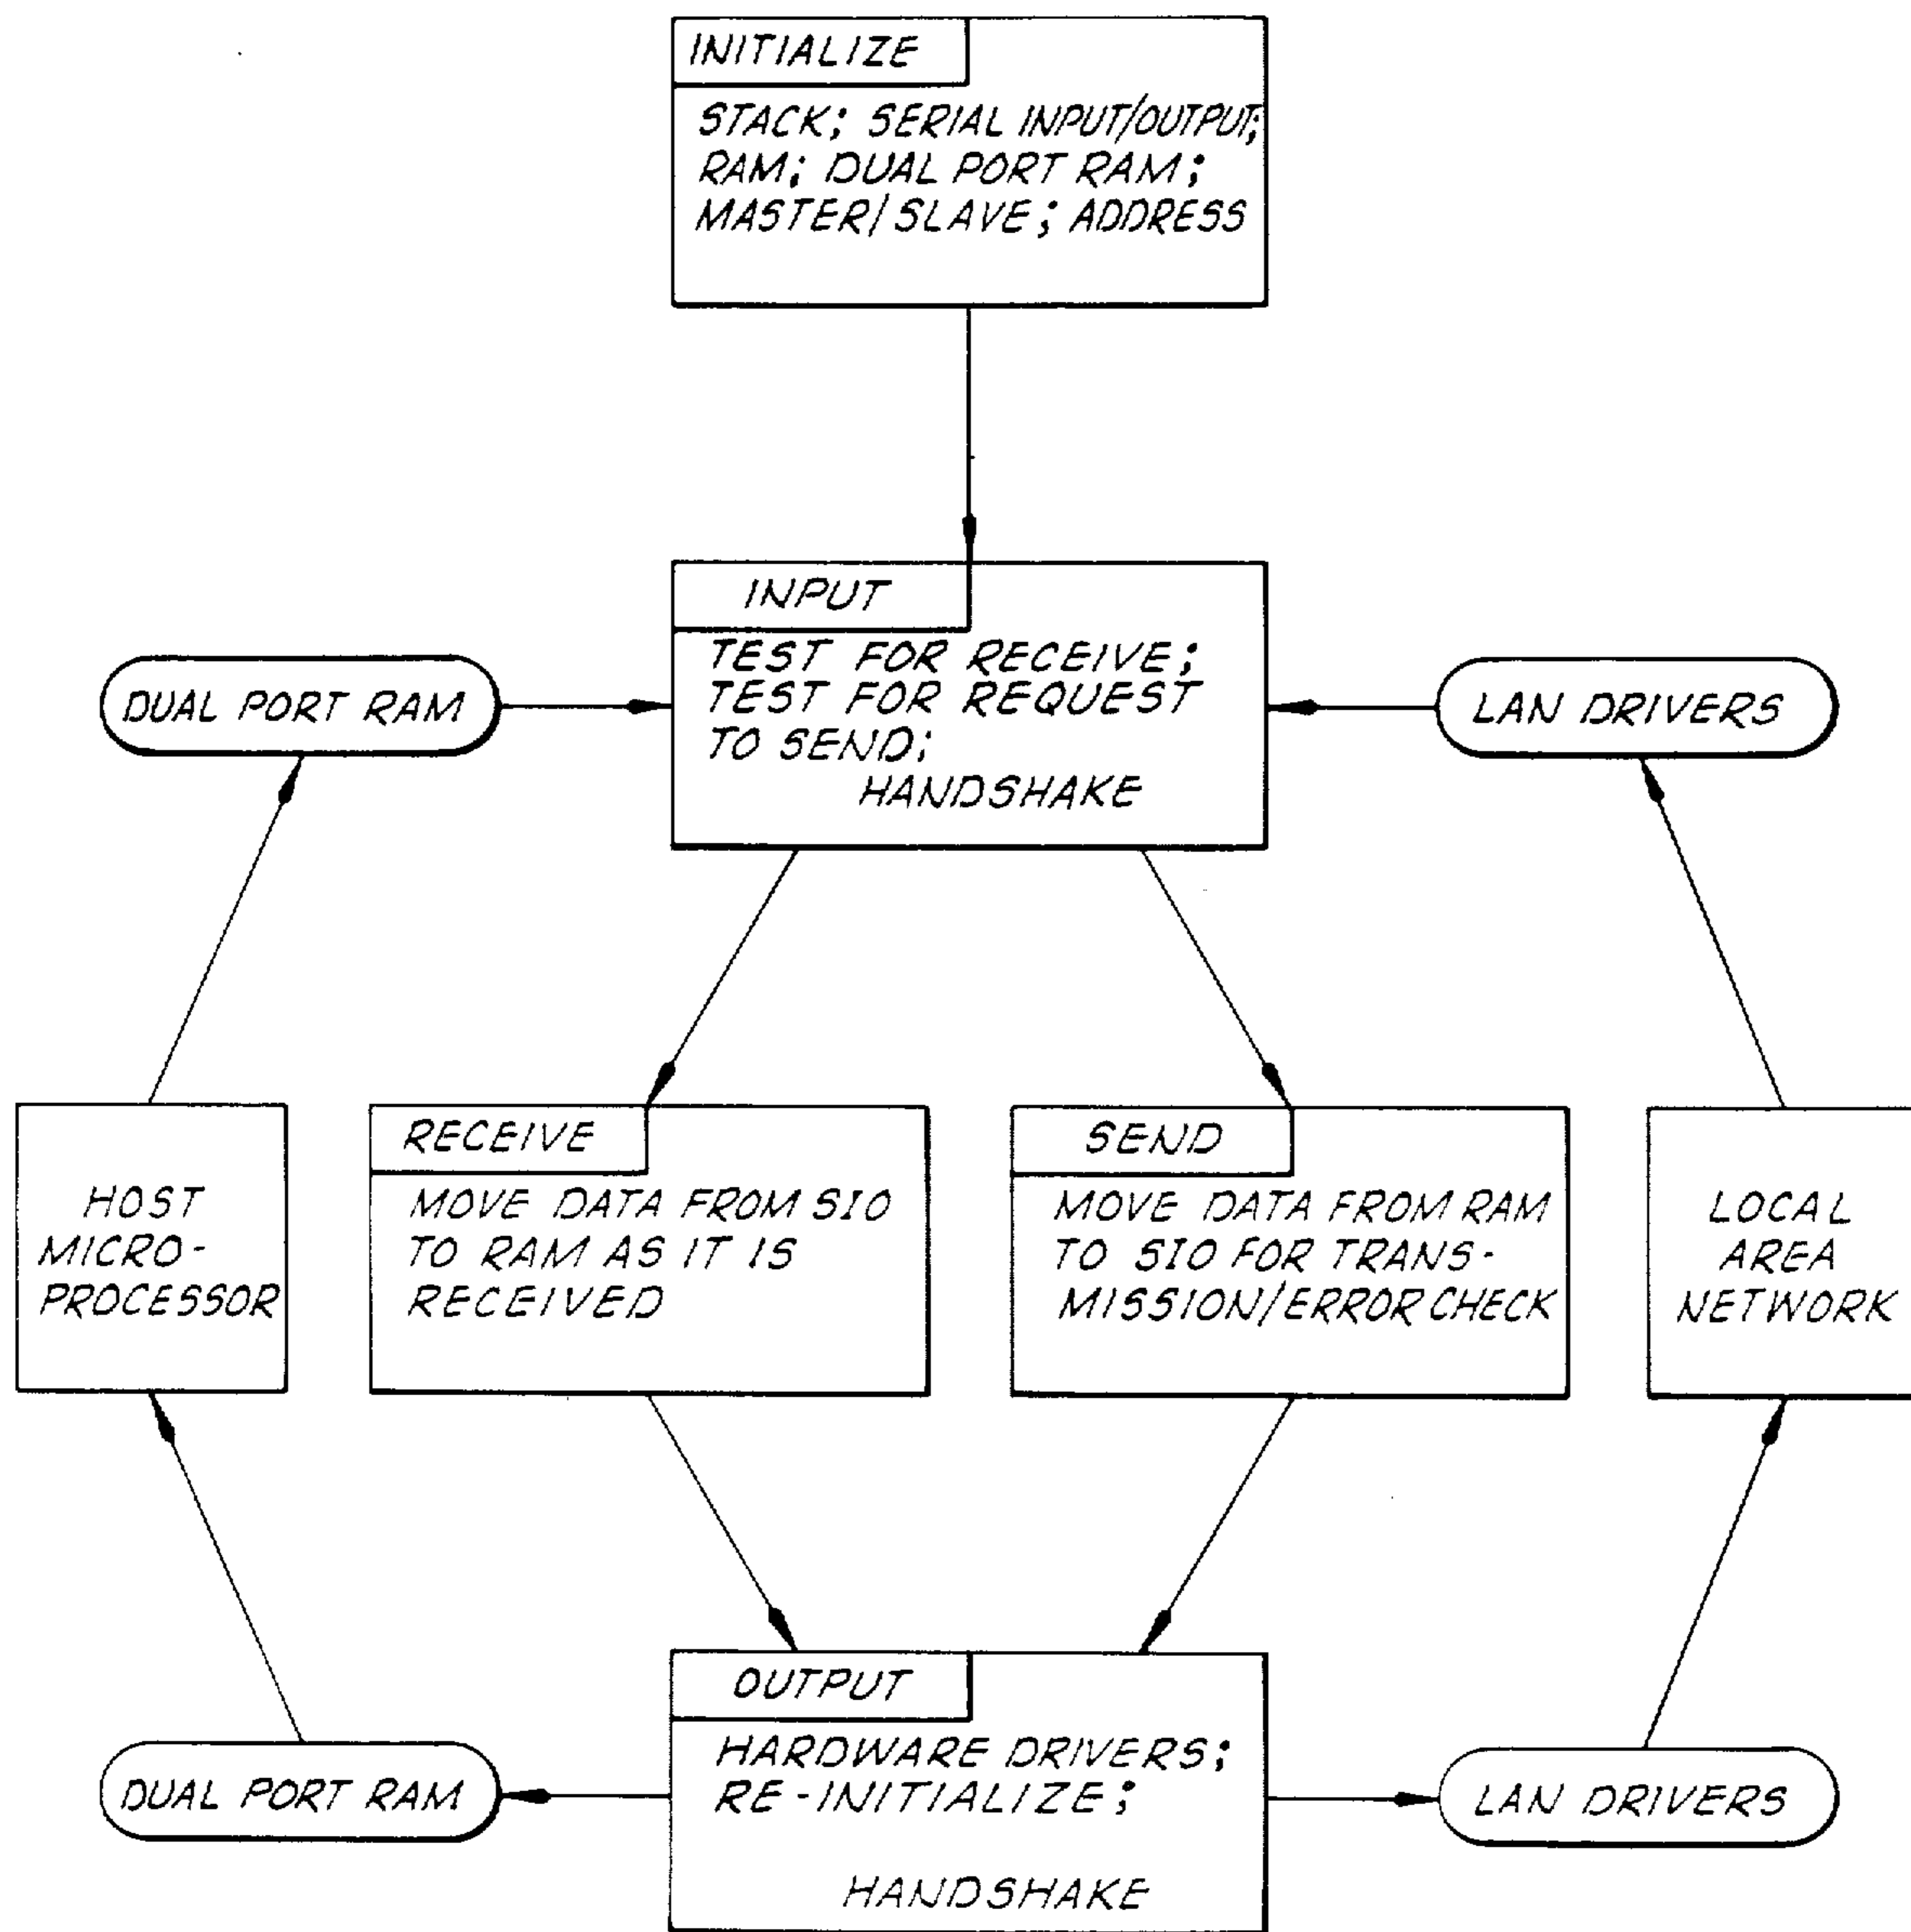 INITIALIZE
STACK; SERIAL INPUT/OUTPUT;
RAM; DUAL PORT RAM;
MASTER/SLAVE; ADDRESS
INPUT
TEST FOR RECEIVE;
TEST FOR REQUEST
TO SEND;
HANDSHAKE
DUAL PORT RAM
LAN DRIVERS
HOST
MICRO-
PROCESSOR
RECEIVE
MOVE DATA FROM SIO
TO RAM AS IT IS
RECEIVED
SEND
MOVE DATA FROM RAM
TO SIO FOR TRANS-
MISSION/ERROR CHECK
LOCAL
AREA
NETWORK
OUTPUT
HARDWARE DRIVERS;
RE-INITIALIZE;
HANDSHAKE
DUAL PORT RAM
LAN DRIVERS